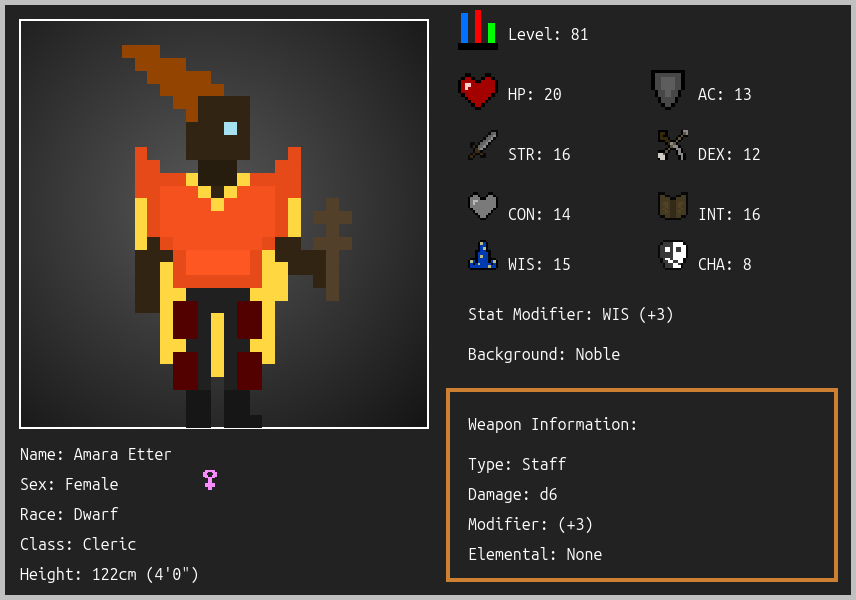 Level: 81
HP: 20
AC: 13
STR: 16
DEX: 12
CON: 14
INT: 16
WIS: 15
CHA: 8
Stat Modifier: WIS (+3)
Background: Noble
Weapon Information:
Type: Staff
Damage: d6
Modifier: (+3)
Elemental: None
Name: Amara Etter
Sex: Female
Race: Dwarf
Class: Cleric
Height: 122cm (4'0")